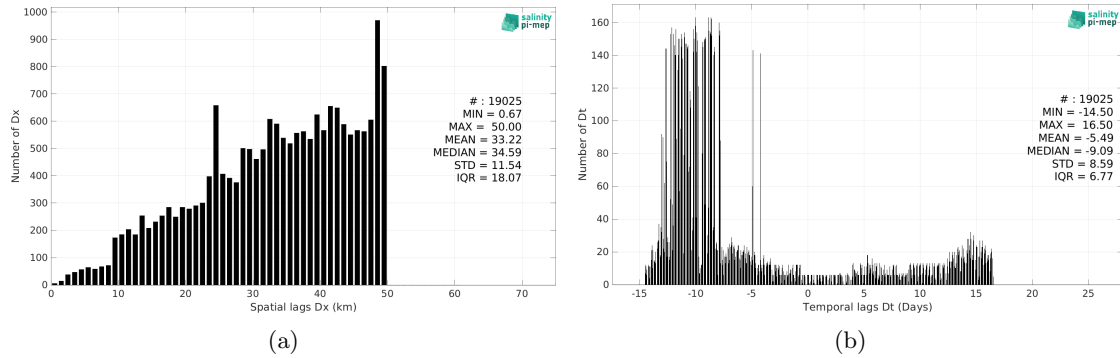 1000
900
800
700
600
500
400
300
200
100
0
Number of Dx
0 10 20 30 40 50 60 70
Spatial lags Dx (km)
salinity
pi-mep
# : 19025
MIN = 0.67
MAX = 50.00
MEAN = 33.22
MEDIAN = 34.59
STD = 11.54
IQR = 18.07
(a)
160
140
120
100
80
60
40
20
0
Number of Dt
-15 -10 -5 0 5 10 15 20 25
Temporal lags Dt (Days)
salinity
pi-mep
# : 19025
MIN = -14.50
MAX = 16.50
MEAN = -5.49
MEDIAN = -9.09
STD = 8.59
IQR = 6.77
(b)